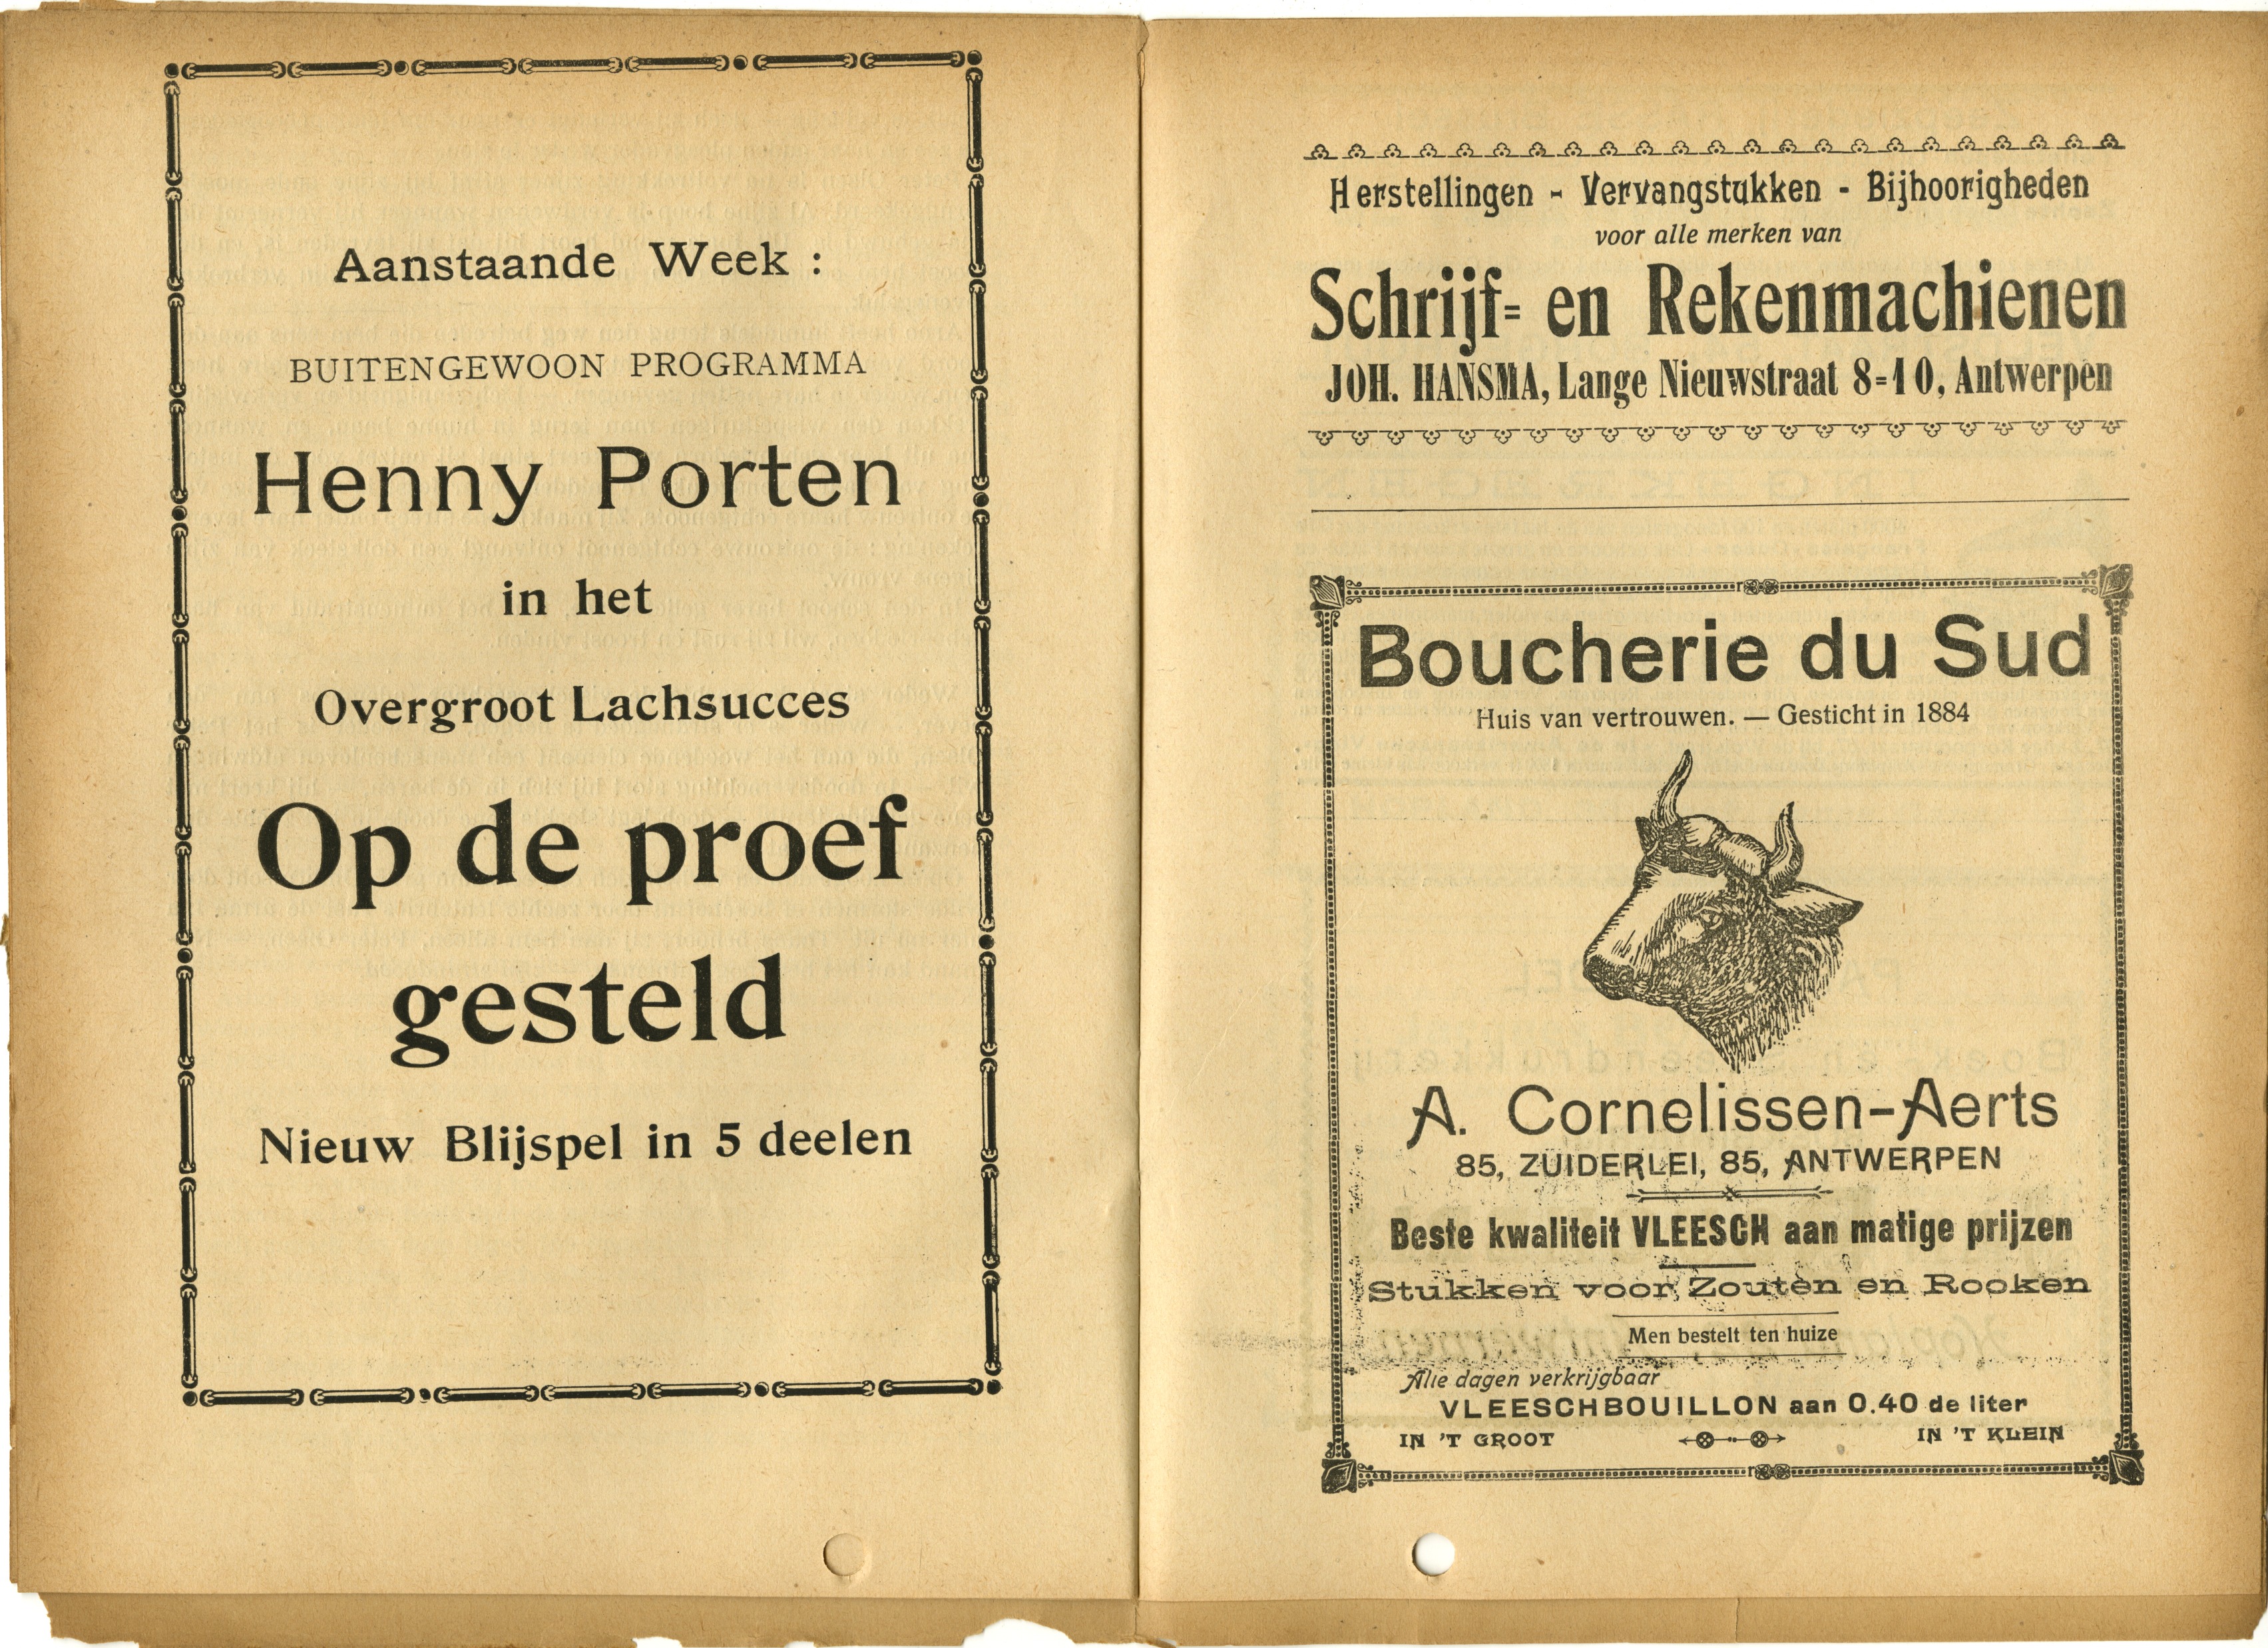 Aanstaande Week :
BUITENGEWOON PROGRAMMA
Henny Porten
in het
Overgroot Lachsucces
Op de proef
gesteld
Nieuw Blijspel in 5 deelen
Herstellingen - Vervangstukken - Bijhoorigheden
voor alle merken van
Schrijf= en Rekenmachienen
JOH. HANSMA, Lange Nieuwstraat 8=10, Antwerpen
Boucherie du Sud
Huis van vertrouwen. — Gesticht in 1884
A. Cornelissen-Aerts
85, ZUIDERLEI, 85, ANTWERPEN
Beste kwaliteit VLEESCH aan matige prijzen
Stukken voor Zouten en Rooken
Men bestelt ten huize
Alle dagen verkrijgbaar
VLEESCHBOUILLON aan 0.40 de liter
IN 'T GROOT IN 'T KLEIN